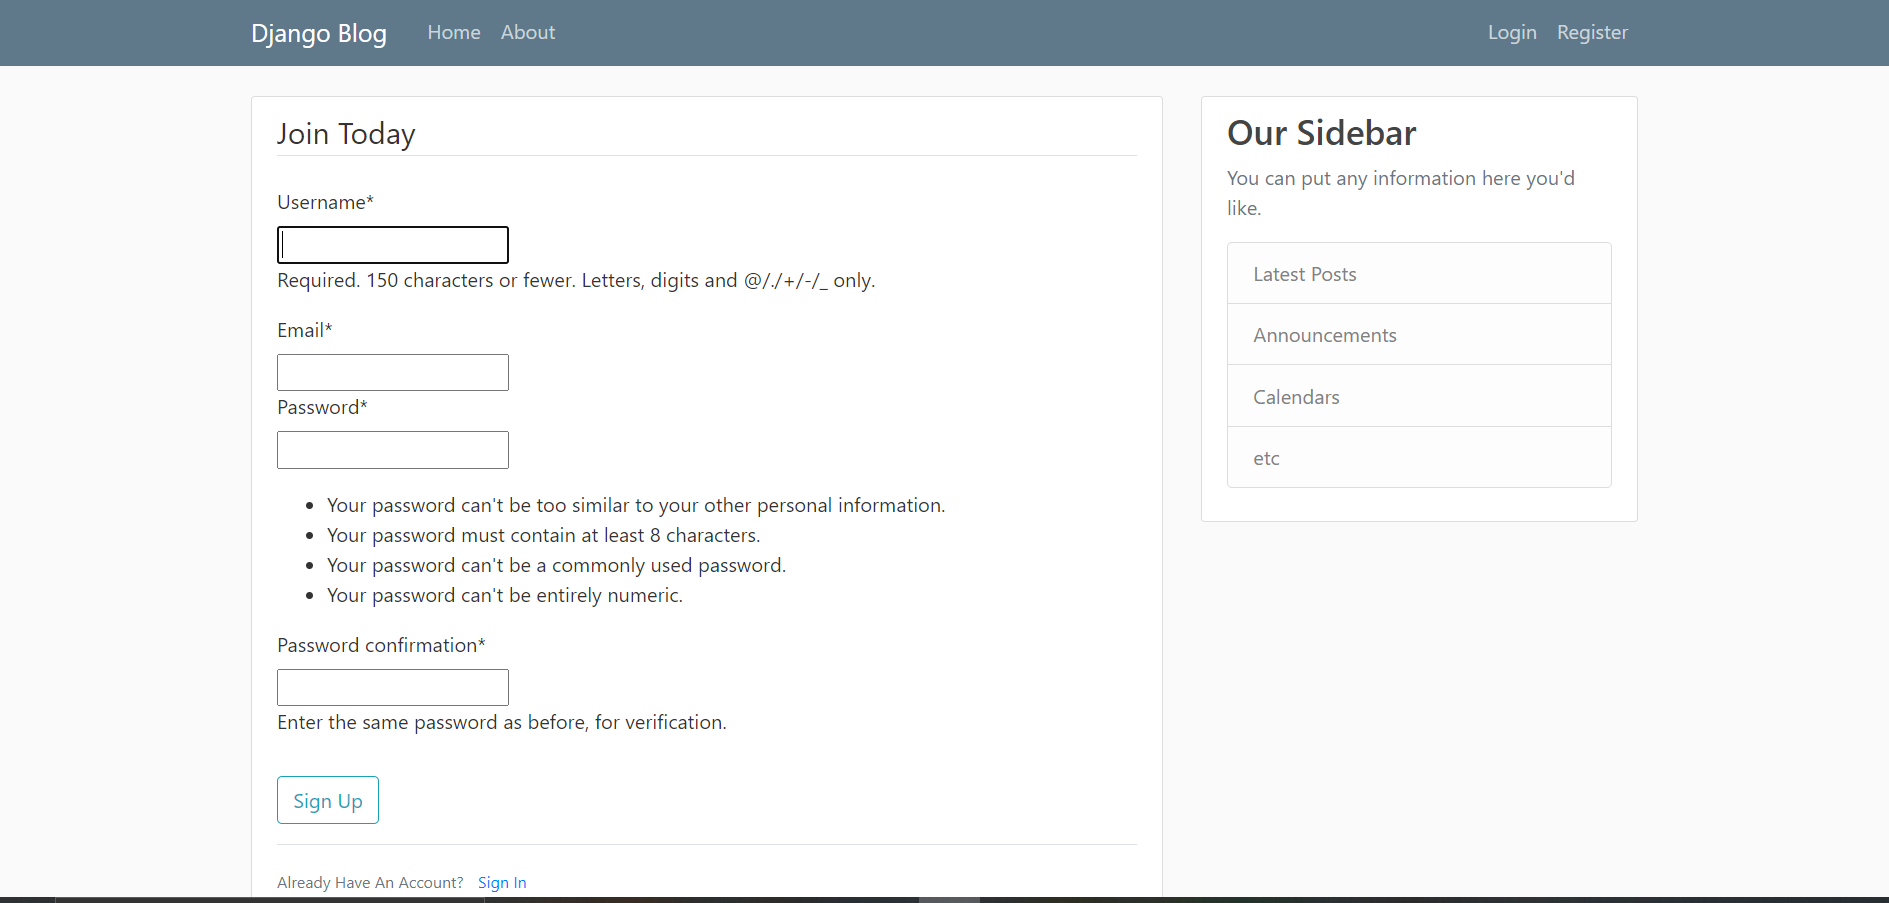 Django Blog Home About Login Register
Join Today
Username*
Required. 150 characters or fewer. Letters, digits and @/./+/-/_ only.
Email*
Password*
Your password can't be too similar to your other personal information.
Your password must contain at least 8 characters.
Your password can't be a commonly used password.
Your password can't be entirely numeric.
Password confirmation*
Enter the same password as before, for verification.
Sign Up
Already Have An Account? Sign In
Our Sidebar
You can put any information here you'd
like.
Latest Posts
Announcements
Calendars
etc